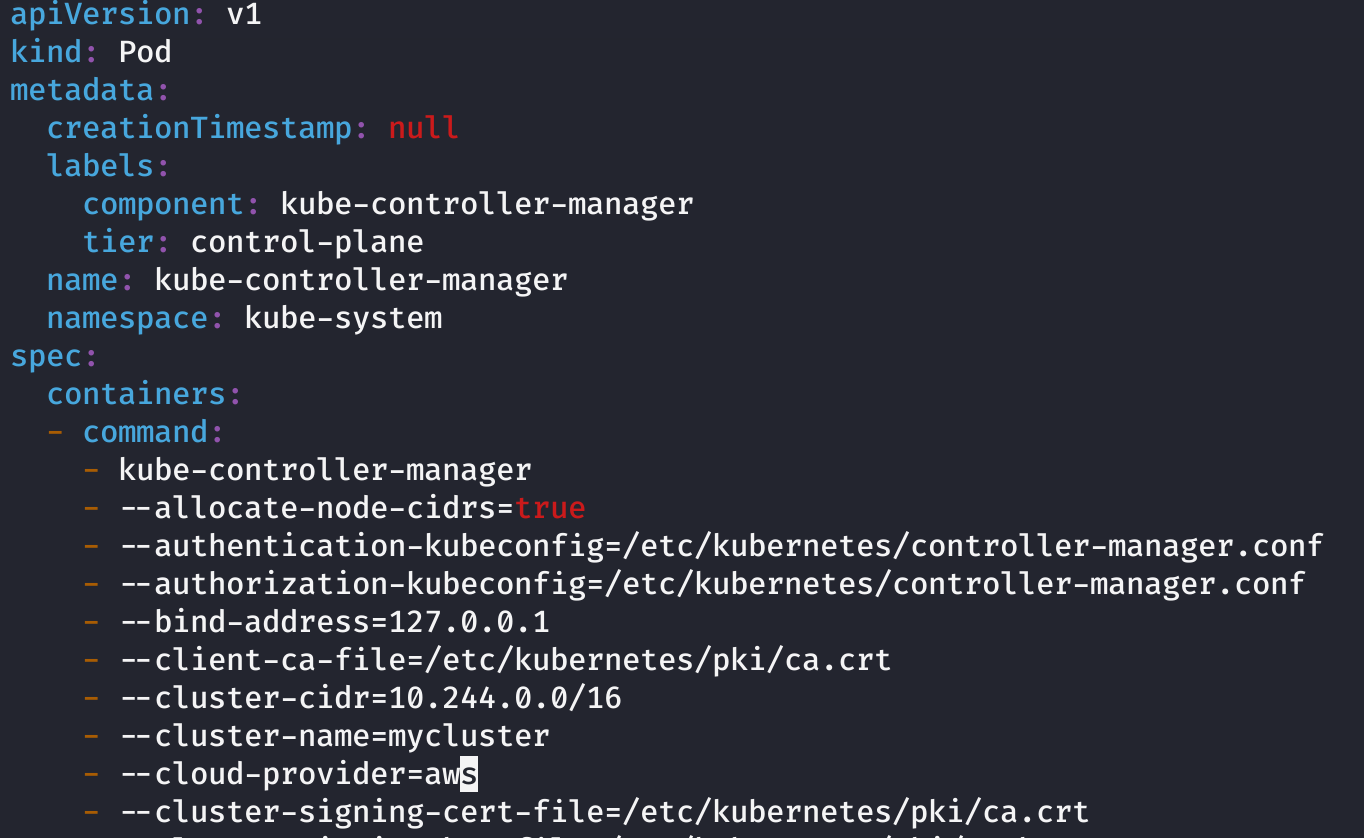 apiVersion: v1
kind: Pod
metadata:
  creationTimestamp: null
  labels:
    component: kube-controller-manager
    tier: control-plane
  name: kube-controller-manager
  namespace: kube-system
spec:
  containers:
  - command:
    - kube-controller-manager
    - --allocate-node-cidrs=true
    - --authentication-kubeconfig=/etc/kubernetes/controller-manager.conf
    - --authorization-kubeconfig=/etc/kubernetes/controller-manager.conf
    - --bind-address=127.0.0.1
    - --client-ca-file=/etc/kubernetes/pki/ca.crt
    - --cluster-cidr=10.244.0.0/16
    - --cluster-name=mycluster
    - --cloud-provider=aws
    - --cluster-signing-cert-file=/etc/kubernetes/pki/ca.crt